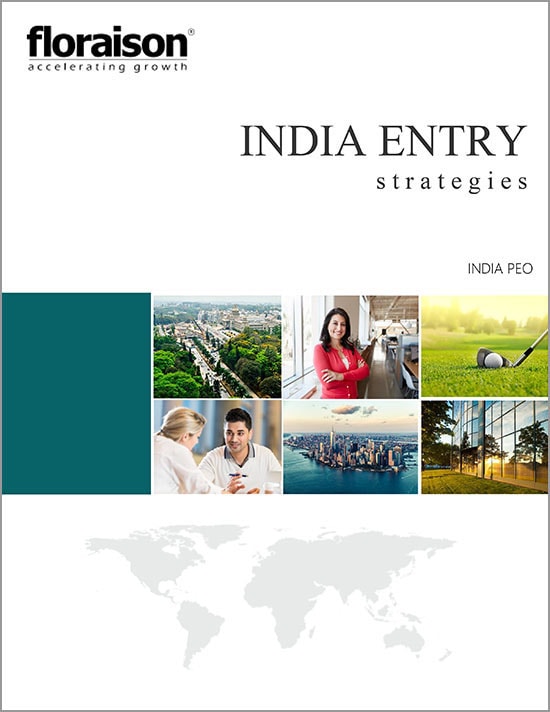 floraison®
accelerating growth
INDIA ENTRY
strategies
INDIA PEO